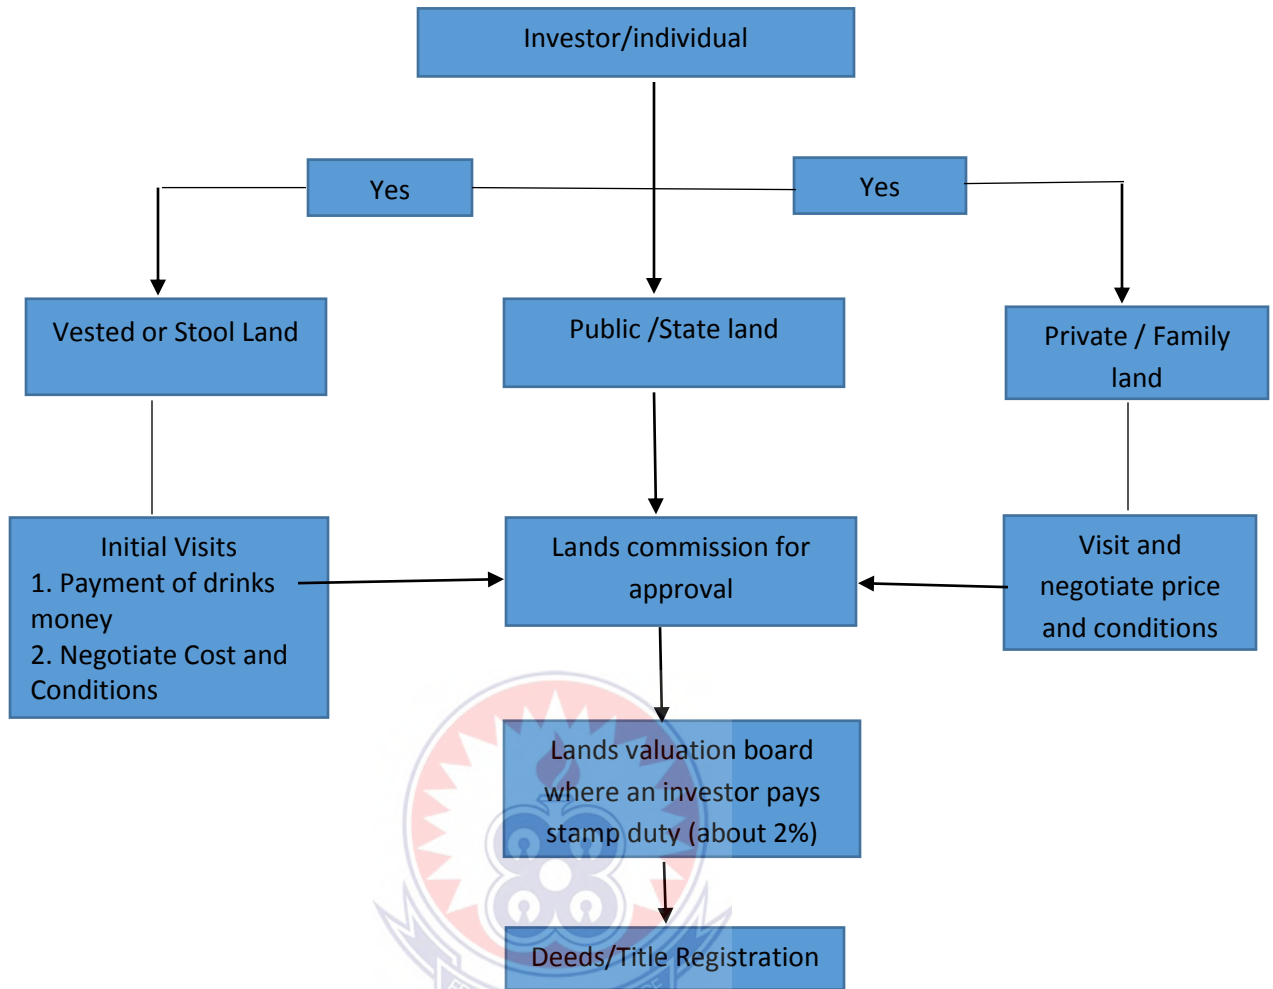 Investor/individual
Yes
Yes
Vested or Stool Land
Public /State land
Private / Family
land
Initial Visits
1. Payment of drinks
money
2. Negotiate Cost and
Conditions
Lands commission for
approval
Visit and
negotiate price
and conditions
Lands valuation board
where an investor pays
stamp duty (about 2%)
Deeds/Title Registration